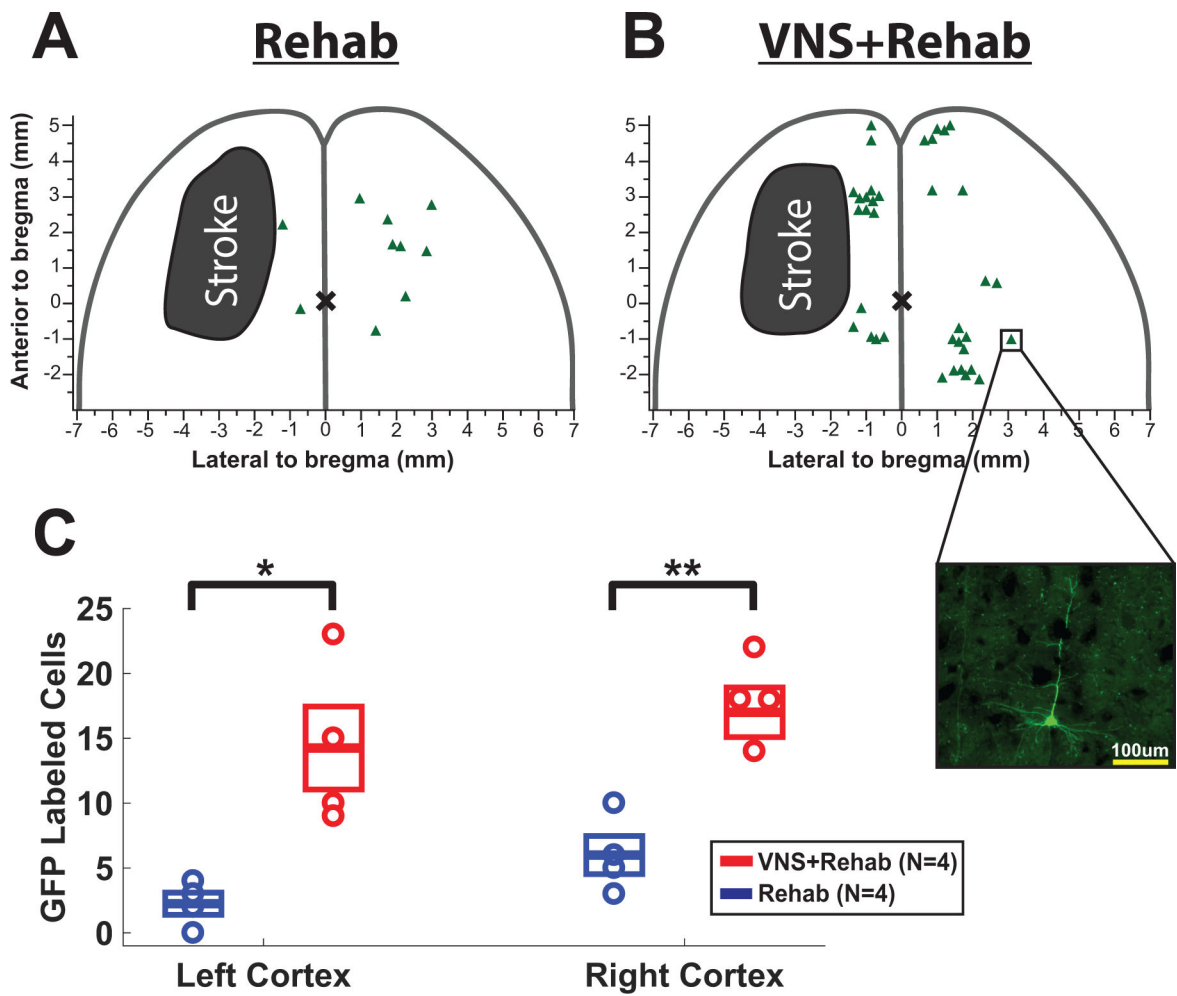 A
Rehab
B
VNS+Rehab
Anterior to bregma (mm)
5
4
3
2
1
0
-1
-2
Stroke
-7 -6 -5 -4 -3 -2 -1 0 1 2 3 4 5 6 7
Lateral to bregma (mm)
5
4
3
2
1
0
-1
-2
Stroke
-7 -6 -5 -4 -3 -2 -1 0 1 2 3 4 5 6 7
Lateral to bregma (mm)
100um
C
GFP Labeled Cells
25
20
15
10
5
0
*
**
VNS+Rehab (N=4)
Rehab (N=4)
Left Cortex
Right Cortex